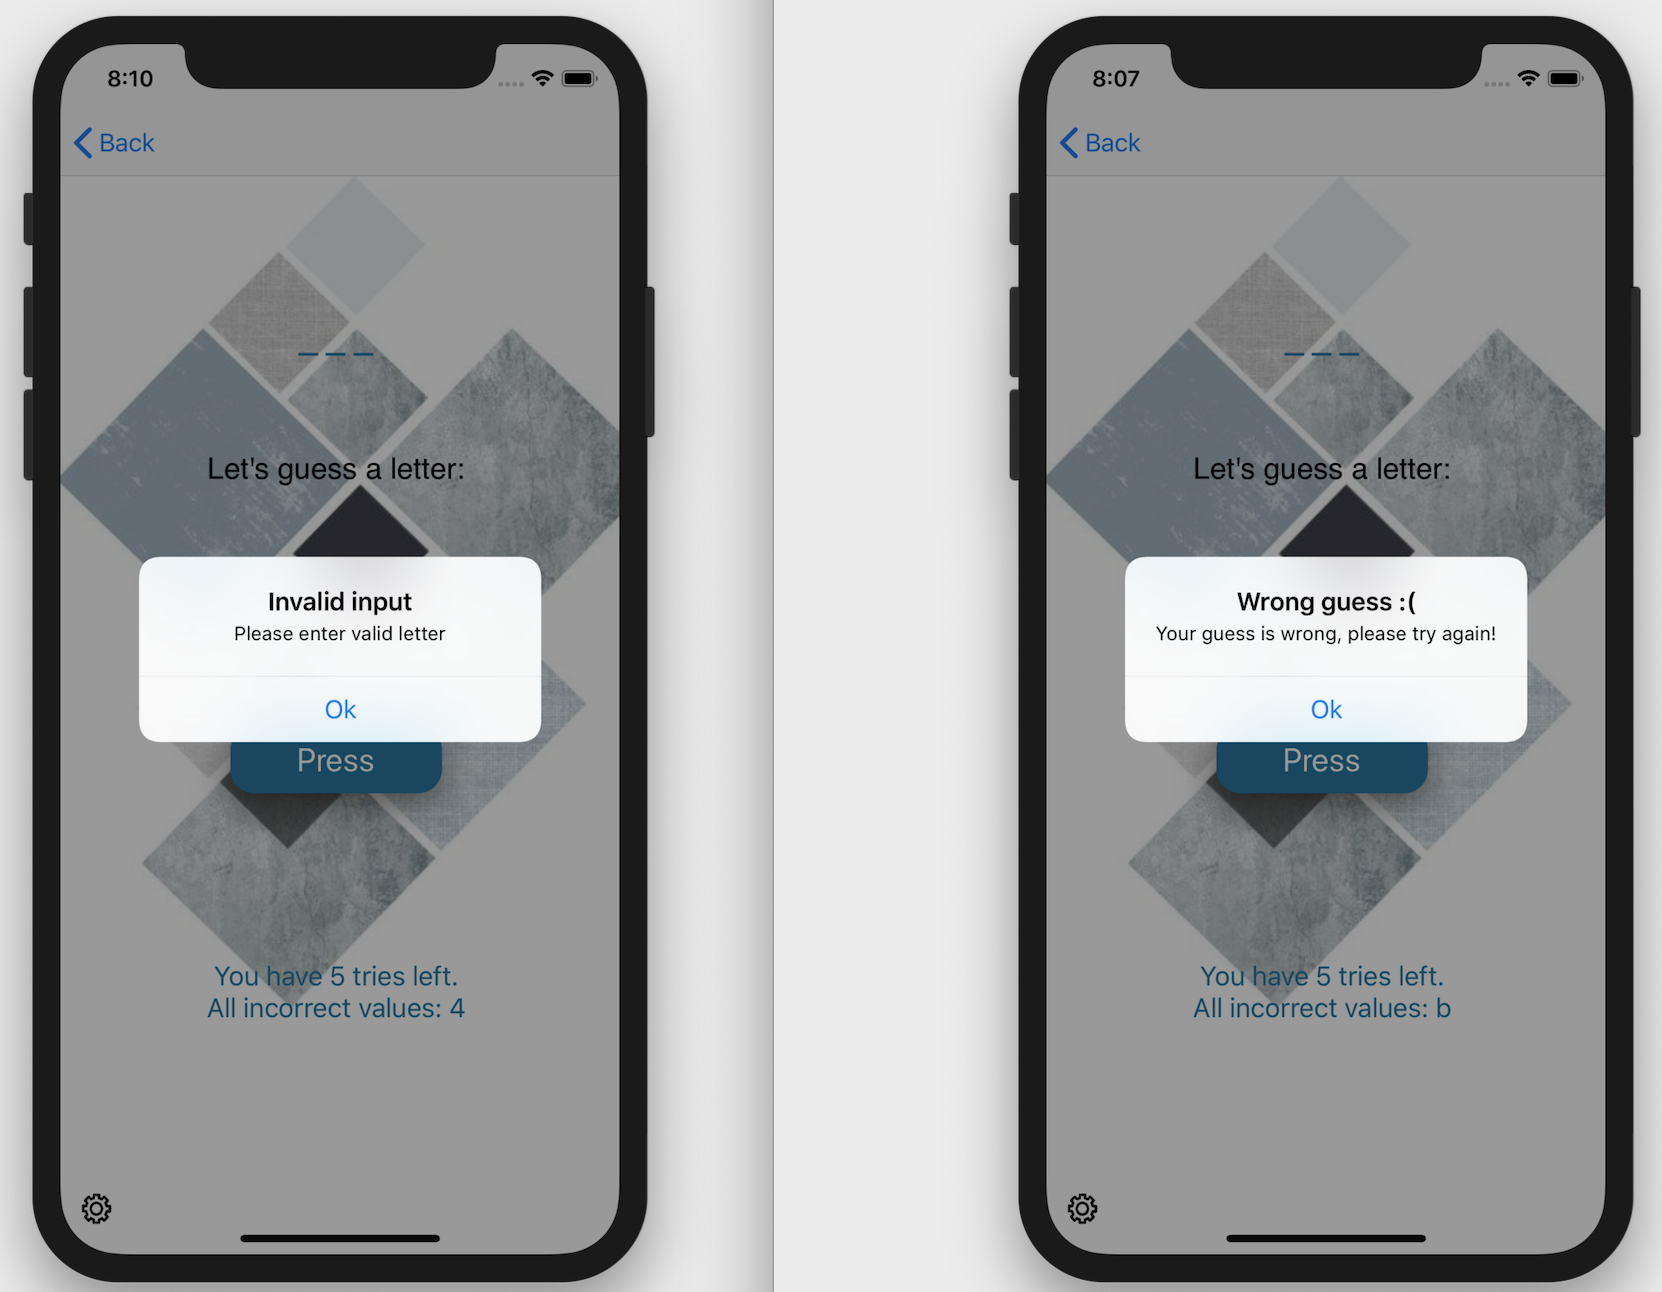 8:10
Back
_ _ _
Let's guess a letter:
Invalid input
Please enter valid letter
Ok
Press
You have 5 tries left.
All incorrect values: 4
8:07
Back
_ _ _
Let's guess a letter:
Wrong guess :(
Your guess is wrong, please try again!
Ok
Press
You have 5 tries left.
All incorrect values: b